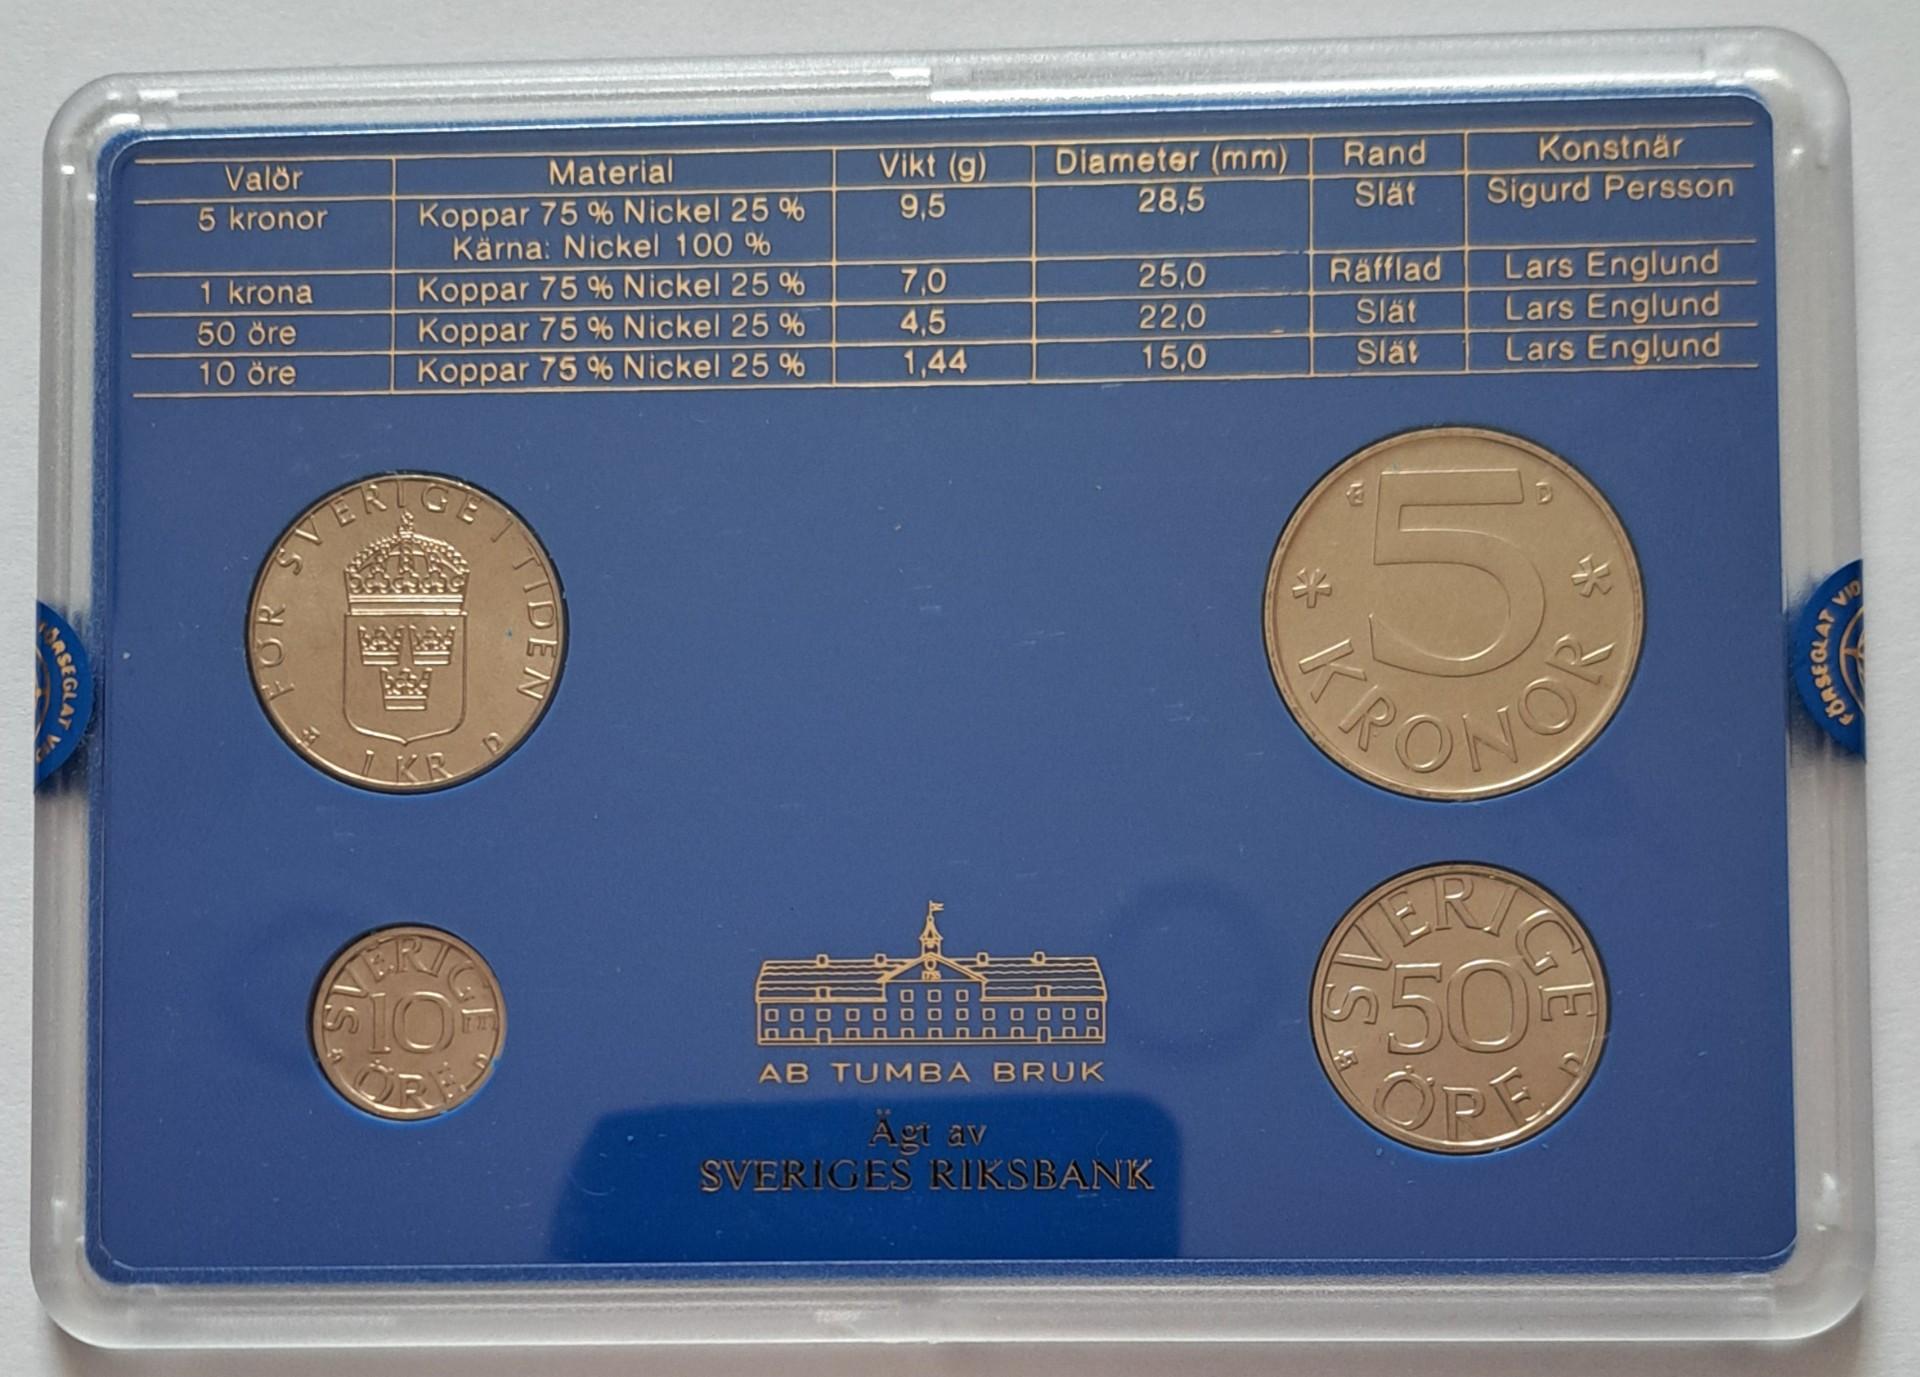 Valör Material Vikt (g) Diameter (mm) Rand Konstnär
5 kronor Koppar 75 % Nickel 25 % 9,5 28,5 Slät Sigurd Persson
Kärna: Nickel 100 %
1 krona Koppar 75 % Nickel 25 % 7,0 25,0 Räfflad Lars Englund
50 öre Koppar 75 % Nickel 25 % 4,5 22,0 Slät Lars Englund
10 öre Koppar 75 % Nickel 25 % 1,44 15,0 Slät Lars Englund
FÖR SVERIGE I TIDEN
1 KR D
E D
5
KRONOR
FÖRSEGLAT VID
FÖRSEGLAT VID
SVERIGE
10
ÖRE
D
SVERIGE
50
ÖRE
D
AB TUMBA BRUK
Ägt av
SVERIGES RIKSBANK